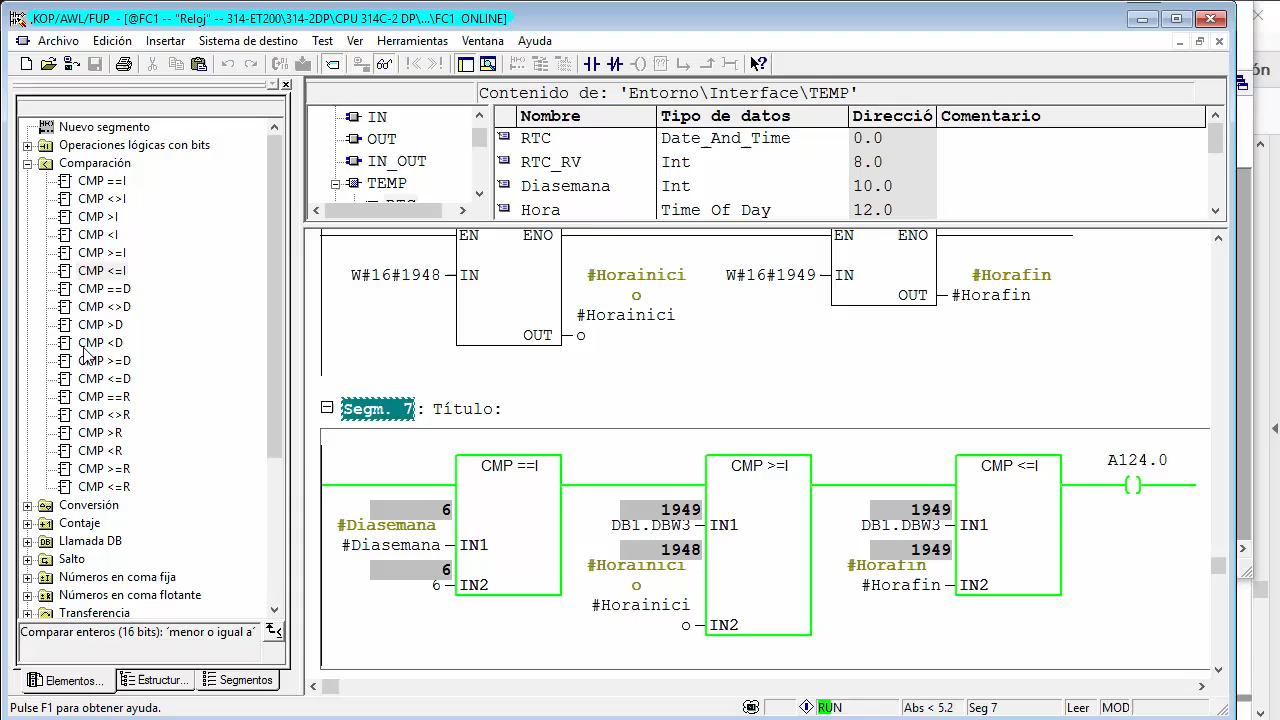 KOP/AWL/FUP - [@FC1 -- "Reloj" -- 314-ET200\314-2DP\CPU 314C-2 DP\...\FC1 ONLINE]
Archivo Edición Insertar Sistema de destino Test Ver Herramientas Ventana Ayuda
Contenido de: 'Entorno\Interface\TEMP'
IN
OUT
IN_OUT
TEMP
Nombre Tipo de datos Direcció Comentario
RTC Date_And_Time 0.0
RTC_RV Int 8.0
Diasemana Int 10.0
Hora Time Of Day 12.0
Nuevo segmento
Operaciones lógicas con bits
Comparación
CMP ==I
CMP <>I
CMP >I
CMP <I
CMP >=I
CMP <=I
CMP ==D
CMP <>D
CMP >D
CMP <D
CMP >=D
CMP <=D
CMP ==R
CMP <>R
CMP >R
CMP <R
CMP >=R
CMP <=R
Conversión
Contaje
Llamada DB
Salto
Números en coma fija
Números en coma flotante
Transferencia
Comparar enteros (16 bits): ´menor o igual a´
Elementos... Estructur... Segmentos
EN ENO EN ENO
W#16#1948 IN #Horainici W#16#1949 IN #Horafin
o OUT #Horafin
#Horainici
OUT o
Segm. 7 : Título:
CMP ==I CMP >=I CMP <=I A124.0
6 1949 1949
#Diasemana DB1.DBW3 IN1 DB1.DBW3 IN1
#Diasemana IN1 1948 1949
6 #Horainici #Horafin
6 IN2 o #Horafin IN2
#Horainici
o IN2
Pulse F1 para obtener ayuda. RUN Abs < 5.2 Seg 7 Leer MOD
ón